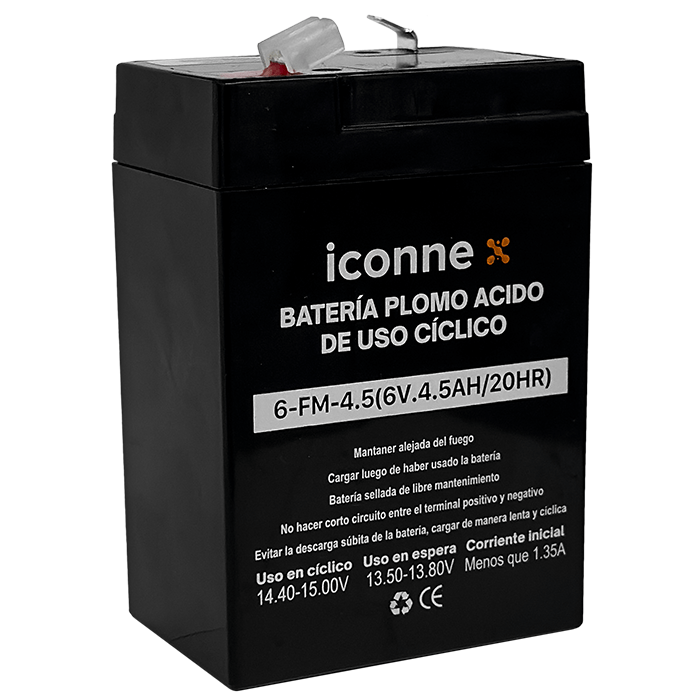 iconnex
BATERÍA PLOMO ACIDO
DE USO CÍCLICO
6-FM-4.5(6V.4.5AH/20HR)
Mantaner alejada del fuego
Cargar luego de haber usado la batería
Batería sellada de libre mantenimiento
No hacer corto circuito entre el terminal positivo y negativo
Evitar la descarga súbita de la batería, cargar de manera lenta y cíclica
Uso en cíclico Uso en espera Corriente inicial
14.40-15.00V 13.50-13.80V Menos que 1.35A
CE